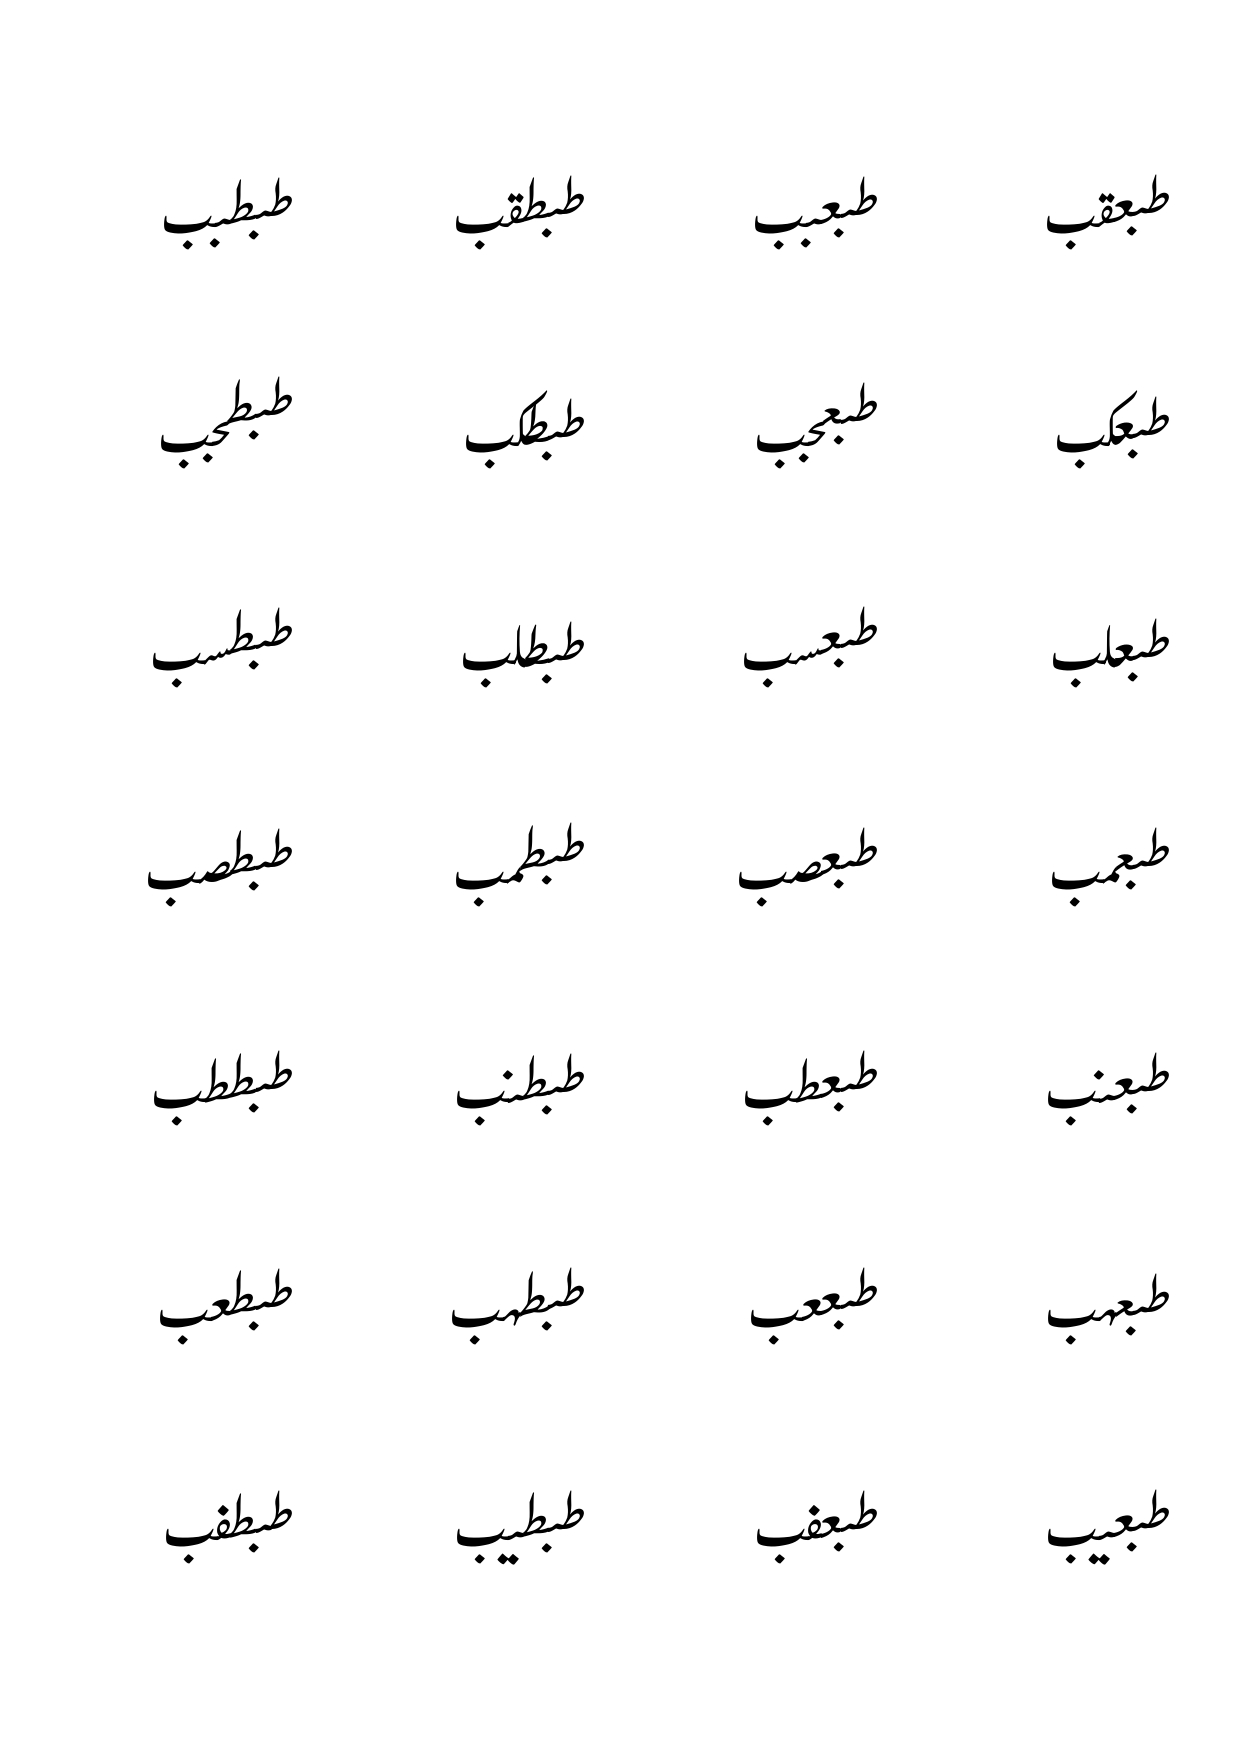 طبعقب طبعبب طبطقب طبطبب
طبعكب طبعجب طبطكب طبطجب
طبعلب طبعسب طبطلب طبطسب
طبعمب طبعصب طبطمب طبطصب
طبعنب طبعطب طبطنب طبططب
طبعهب طبععب طبطهب طبطعب
طبعيب طبعفب طبطيب طبطفب